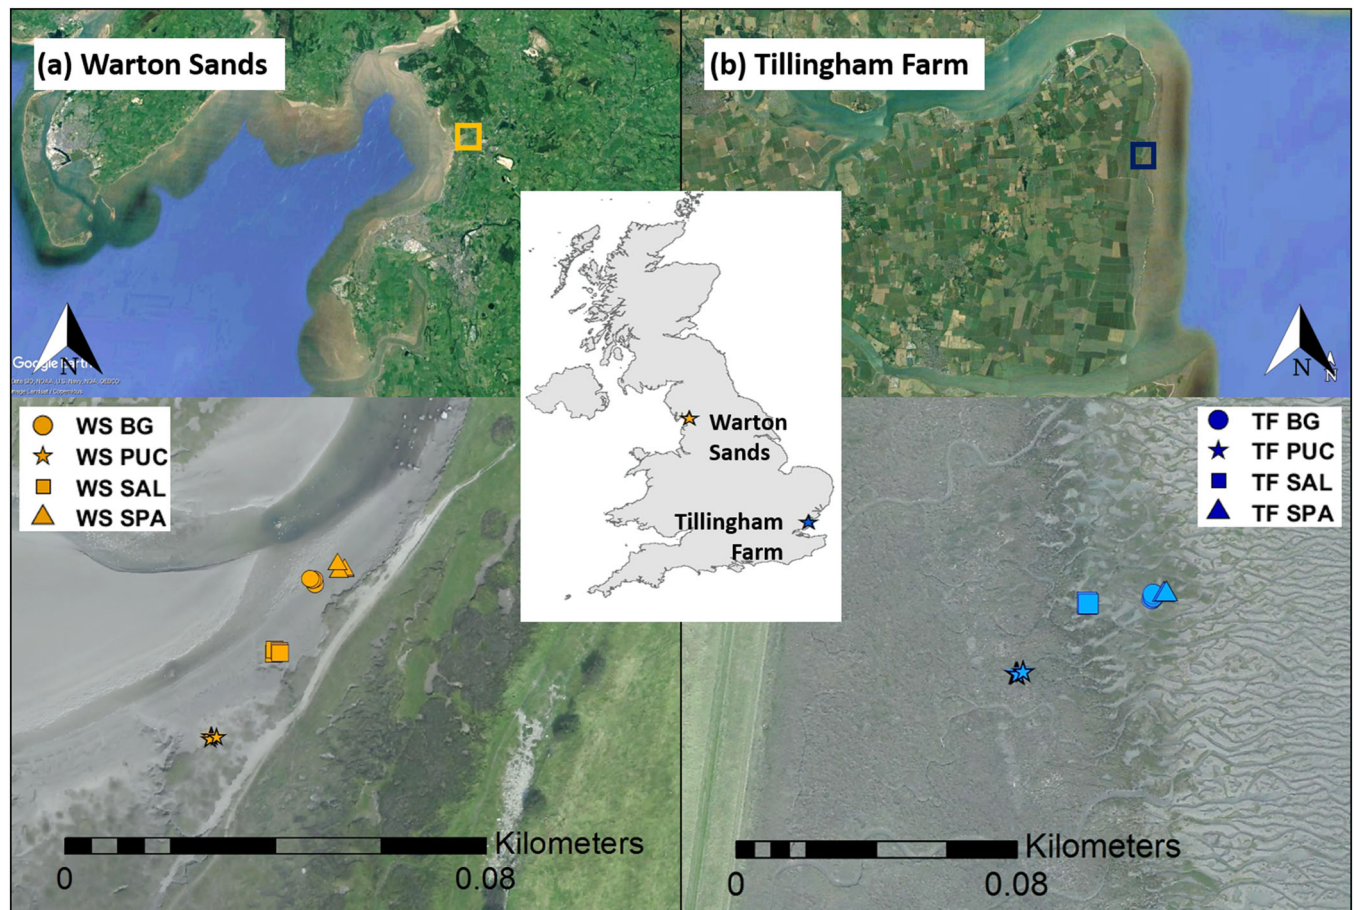 (a) Warton Sands
(b) Tillingham Farm
N
Google Earth
N
N
WS BG
WS PUC
WS SAL
WS SPA
Warton
Sands
Tillingham
Farm
TF BG
TF PUC
TF SAL
TF SPA
Kilometers
0
0.08
Kilometers
0
0.08